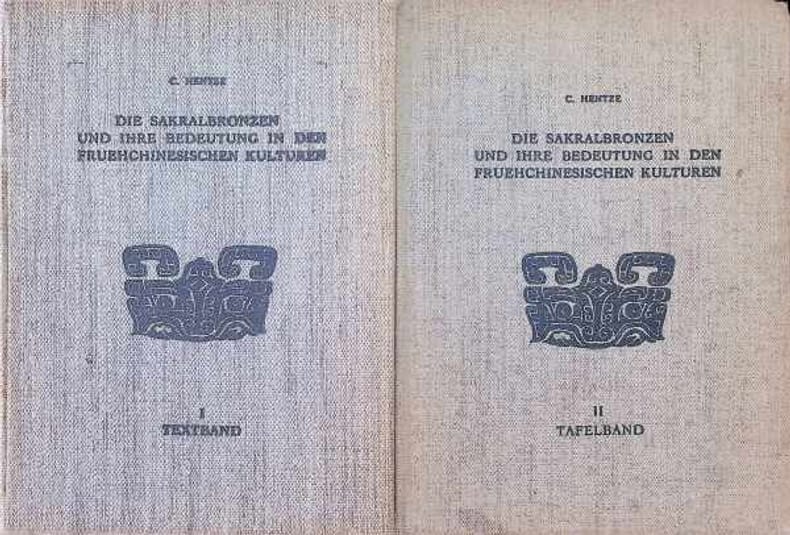 C. HENTZE
DIE SAKRALBRONZEN
UND IHRE BEDEUTUNG IN DEN
FRUEHCHINESISCHEN KULTUREN
I
TEXTBAND
C. HENTZE
DIE SAKRALBRONZEN
UND IHRE BEDEUTUNG IN DEN
FRUEHCHINESISCHEN KULTUREN
II
TAFELBAND